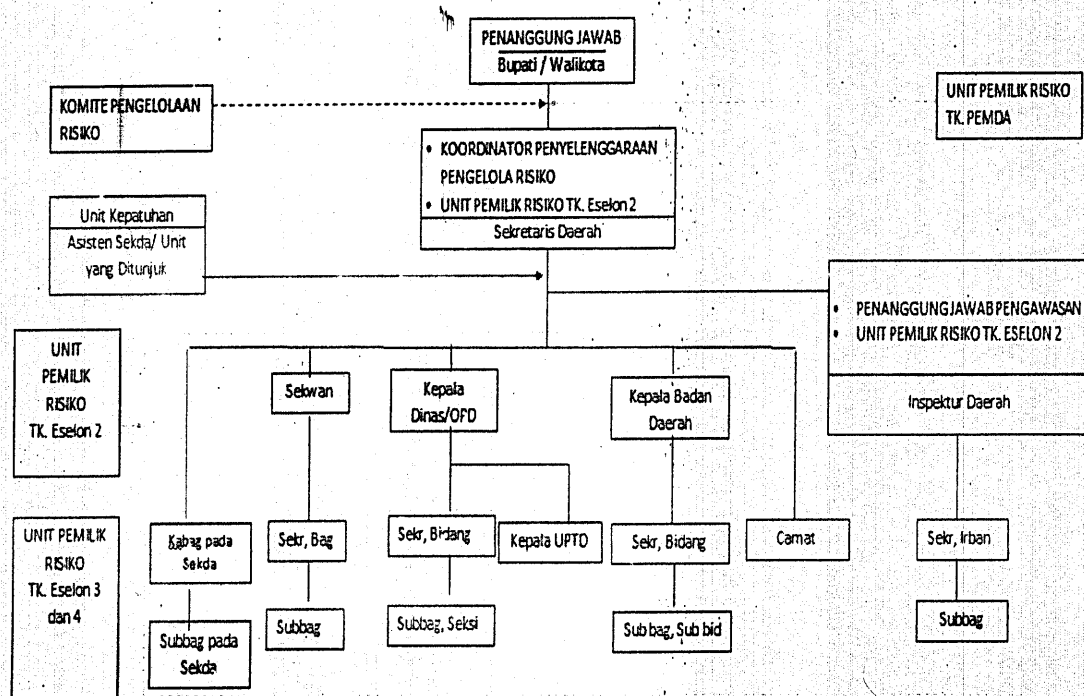 PENANGGUNG JAWAB
Bupati / Walikota
KOMITE PENGELOLAAN
RISIKO
UNIT PEMILIK RISIKO
TK. PEMDA
• KOORDINATOR PENYELENGGARAAN
PENGELOLA RISIKO
• UNIT PEMILIK RISIKO TK. Eselon 2
Sekretaris Daerah
Unit Kepatuhan
Asisten Sekda/ Unit
yang Ditunjuk
• PENANGGUNG JAWAB PENGAWASAN
• UNIT PEMILIK RISIKO TK. ESELON 2
Inspektur Daerah
UNIT
PEMILIK
RISIKO
TK. Eselon 2
Sekwan
Kepala
Dinas/OPD
Kepala Badan
Daerah
UNIT PEMILIK
RISIKO
TK. Eselon 3
dan 4
Kabag pada
Sekda
Sekr, Bag
Sekr, Bidang
Kepala UPTD
Sekr, Bidang
Camat
Sekr, Irban
Subbag pada
Sekda
Subbag
Subbag, Seksi
Sub bag, Sub bid
Subbag